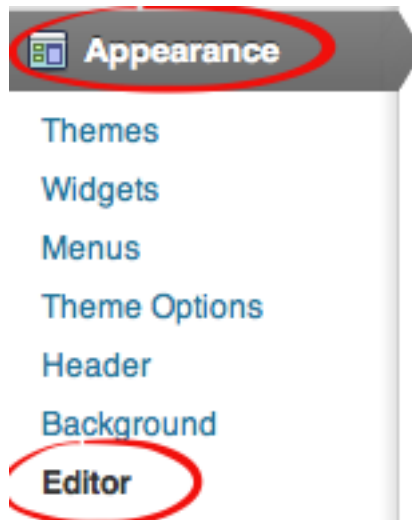 Appearance
Themes
Widgets
Menus
Theme Options
Header
Background
Editor